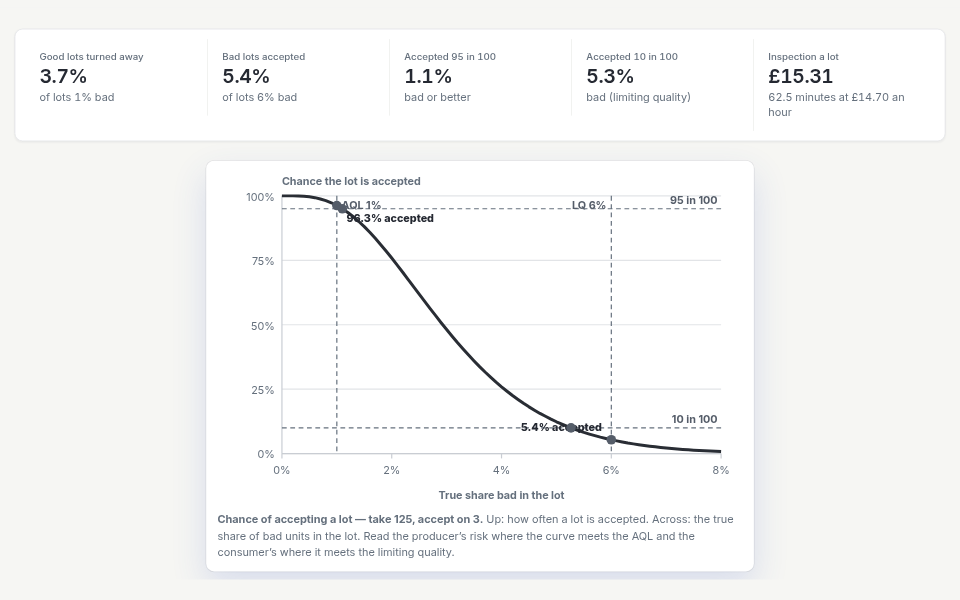 Good lots turned away
3.7%
of lots 1% bad
Bad lots accepted
5.4%
of lots 6% bad
Accepted 95 in 100
1.1%
bad or better
Accepted 10 in 100
5.3%
bad (limiting quality)
Inspection a lot
£15.31
62.5 minutes at £14.70 an
hour
Chance the lot is accepted
100%
75%
50%
25%
0%
AQL 1%
96.3% accepted
LQ 6%
95 in 100
10 in 100
5.4% accepted
0%
2%
4%
6%
8%
True share bad in the lot
Chance of accepting a lot — take 125, accept on 3. Up: how often a lot is accepted. Across: the true
share of bad units in the lot. Read the producer’s risk where the curve meets the AQL and the
consumer’s where it meets the limiting quality.